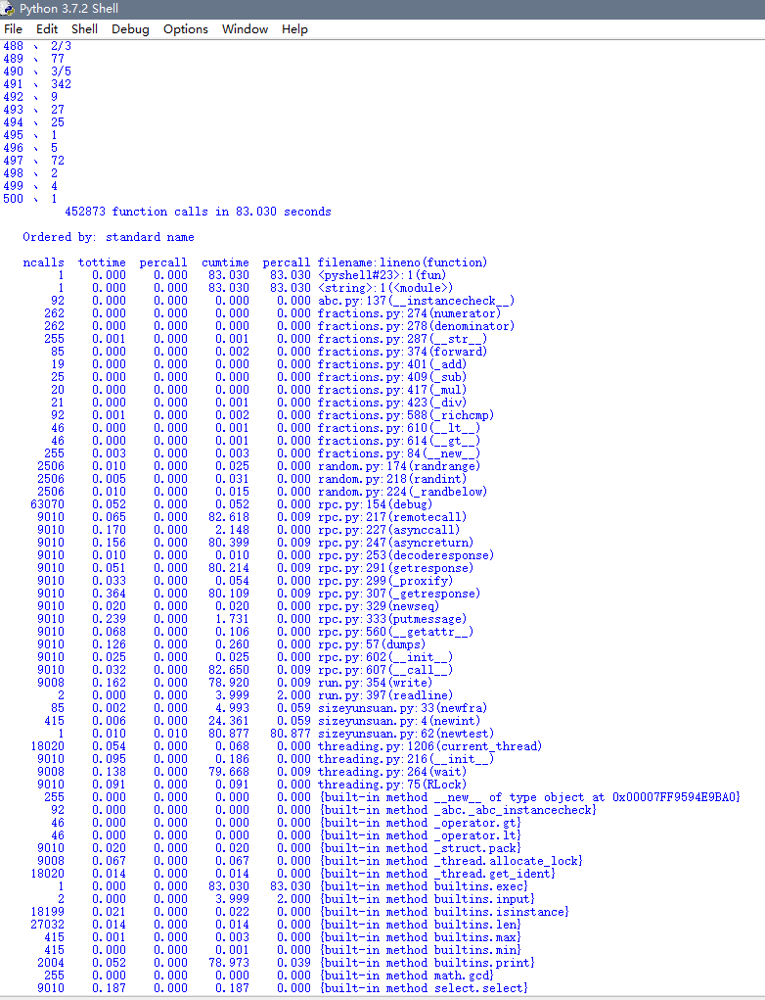 Python 3.7.2 Shell
File Edit Shell Debug Options Window Help
488 、 2/3
489 、 77
490 、 3/5
491 、 342
492 、 9
493 、 27
494 、 25
495 、 1
496 、 5
497 、 72
498 、 2
499 、 4
500 、 1
452873 function calls in 83.030 seconds
Ordered by: standard name
ncalls tottime percall cumtime percall filename:lineno(function)
1 0.000 0.000 83.030 83.030 <pyshell#23>:1(fun)
1 0.000 0.000 83.030 83.030 <string>:1(<module>)
92 0.000 0.000 0.000 0.000 abc.py:137(__instancecheck__)
262 0.000 0.000 0.000 0.000 fractions.py:274(numerator)
262 0.000 0.000 0.000 0.000 fractions.py:278(denominator)
255 0.001 0.000 0.001 0.000 fractions.py:287(__str__)
85 0.000 0.000 0.002 0.000 fractions.py:374(forward)
19 0.000 0.000 0.000 0.000 fractions.py:401(_add)
25 0.000 0.000 0.000 0.000 fractions.py:409(_sub)
20 0.000 0.000 0.000 0.000 fractions.py:417(_mul)
21 0.000 0.000 0.001 0.000 fractions.py:423(_div)
92 0.001 0.000 0.002 0.000 fractions.py:588(_richcmp)
46 0.000 0.000 0.001 0.000 fractions.py:610(__lt__)
46 0.000 0.000 0.001 0.000 fractions.py:614(__gt__)
255 0.003 0.000 0.003 0.000 fractions.py:84(__new__)
2506 0.010 0.000 0.025 0.000 random.py:174(randrange)
2506 0.005 0.000 0.031 0.000 random.py:218(randint)
2506 0.010 0.000 0.015 0.000 random.py:224(_randbelow)
63070 0.052 0.000 0.052 0.000 rpc.py:154(debug)
9010 0.065 0.000 82.618 0.009 rpc.py:217(remotecall)
9010 0.170 0.000 2.148 0.000 rpc.py:227(asynccall)
9010 0.156 0.000 80.399 0.009 rpc.py:247(asyncreturn)
9010 0.010 0.000 0.010 0.000 rpc.py:253(decoderesponse)
9010 0.051 0.000 80.214 0.009 rpc.py:291(getresponse)
9010 0.033 0.000 0.054 0.000 rpc.py:299(_proxify)
9010 0.364 0.000 80.109 0.009 rpc.py:307(_getresponse)
9010 0.020 0.000 0.020 0.000 rpc.py:329(newseq)
9010 0.239 0.000 1.731 0.000 rpc.py:333(putmessage)
9010 0.068 0.000 0.106 0.000 rpc.py:560(__getattr__)
9010 0.126 0.000 0.260 0.000 rpc.py:57(dumps)
9010 0.025 0.000 0.025 0.000 rpc.py:602(__init__)
9010 0.032 0.000 82.650 0.009 rpc.py:607(__call__)
9008 0.162 0.000 78.920 0.009 run.py:354(write)
2 0.000 0.000 3.999 2.000 run.py:397(readline)
85 0.002 0.000 4.993 0.059 sizeyunsuan.py:33(newfra)
415 0.006 0.000 24.361 0.059 sizeyunsuan.py:4(newint)
1 0.010 0.010 80.877 80.877 sizeyunsuan.py:62(newtest)
18020 0.054 0.000 0.068 0.000 threading.py:1206(current_thread)
9010 0.095 0.000 0.186 0.000 threading.py:216(__init__)
9008 0.138 0.000 79.668 0.009 threading.py:264(wait)
9010 0.091 0.000 0.091 0.000 threading.py:75(RLock)
255 0.000 0.000 0.000 0.000 {built-in method __new__ of type object at 0x00007FF9594E9BA0}
92 0.000 0.000 0.000 0.000 {built-in method _abc._abc_instancecheck}
46 0.000 0.000 0.000 0.000 {built-in method _operator.gt}
46 0.000 0.000 0.000 0.000 {built-in method _operator.lt}
9010 0.020 0.000 0.020 0.000 {built-in method _struct.pack}
9008 0.067 0.000 0.067 0.000 {built-in method _thread.allocate_lock}
18020 0.014 0.000 0.014 0.000 {built-in method _thread.get_ident}
1 0.000 0.000 83.030 83.030 {built-in method builtins.exec}
2 0.000 0.000 3.999 2.000 {built-in method builtins.input}
18199 0.021 0.000 0.022 0.000 {built-in method builtins.isinstance}
27032 0.014 0.000 0.014 0.000 {built-in method builtins.len}
415 0.001 0.000 0.003 0.000 {built-in method builtins.max}
415 0.000 0.000 0.001 0.000 {built-in method builtins.min}
2004 0.052 0.000 78.973 0.039 {built-in method builtins.print}
255 0.000 0.000 0.000 0.000 {built-in method math.gcd}
9010 0.187 0.000 0.187 0.000 {built-in method select.select}